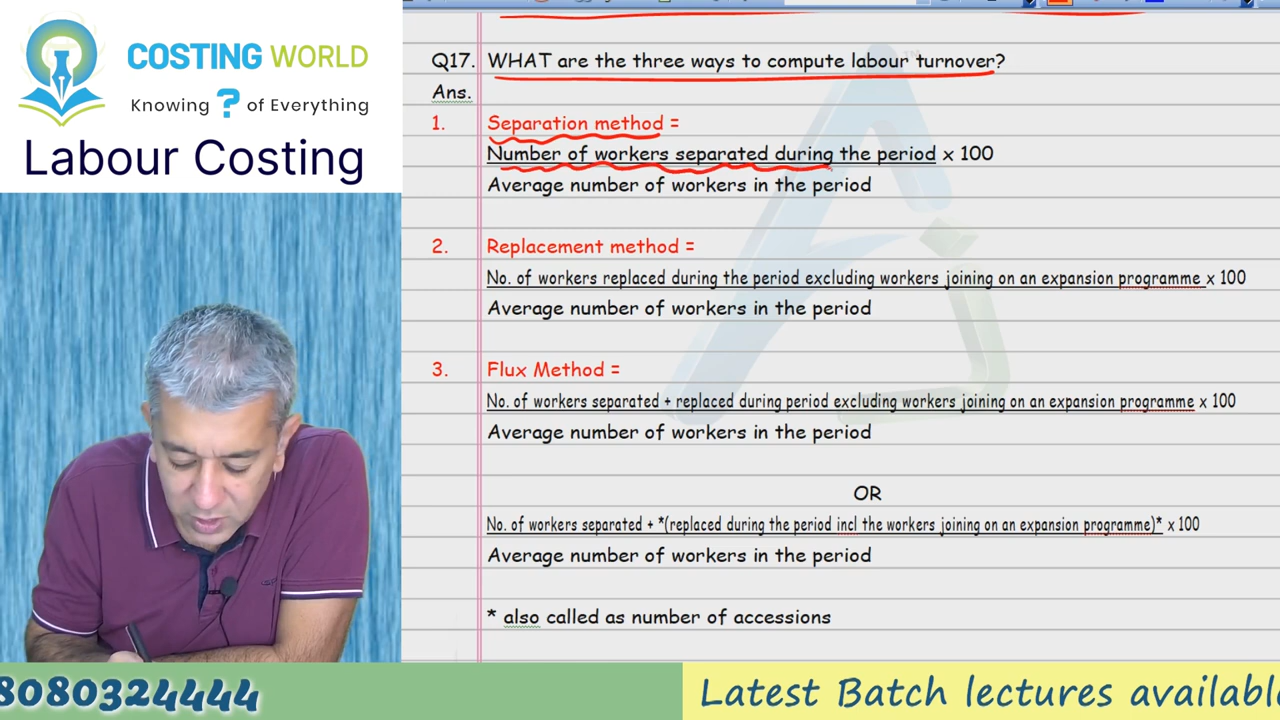 COSTING WORLD
Knowing ? of Everything
Labour Costing
Q17. WHAT are the three ways to compute labour turnover?
Ans.
1. Separation method =
Number of workers separated during the period x 100
Average number of workers in the period
2. Replacement method =
No. of workers replaced during the period excluding workers joining on an expansion programme x 100
Average number of workers in the period
3. Flux Method =
No. of workers separated + replaced during period excluding workers joining on an expansion programme x 100
Average number of workers in the period
OR
No. of workers separated + *(replaced during the period incl the workers joining on an expansion programme)* x 100
Average number of workers in the period
* also called as number of accessions
8080324444
Latest Batch lectures availabl